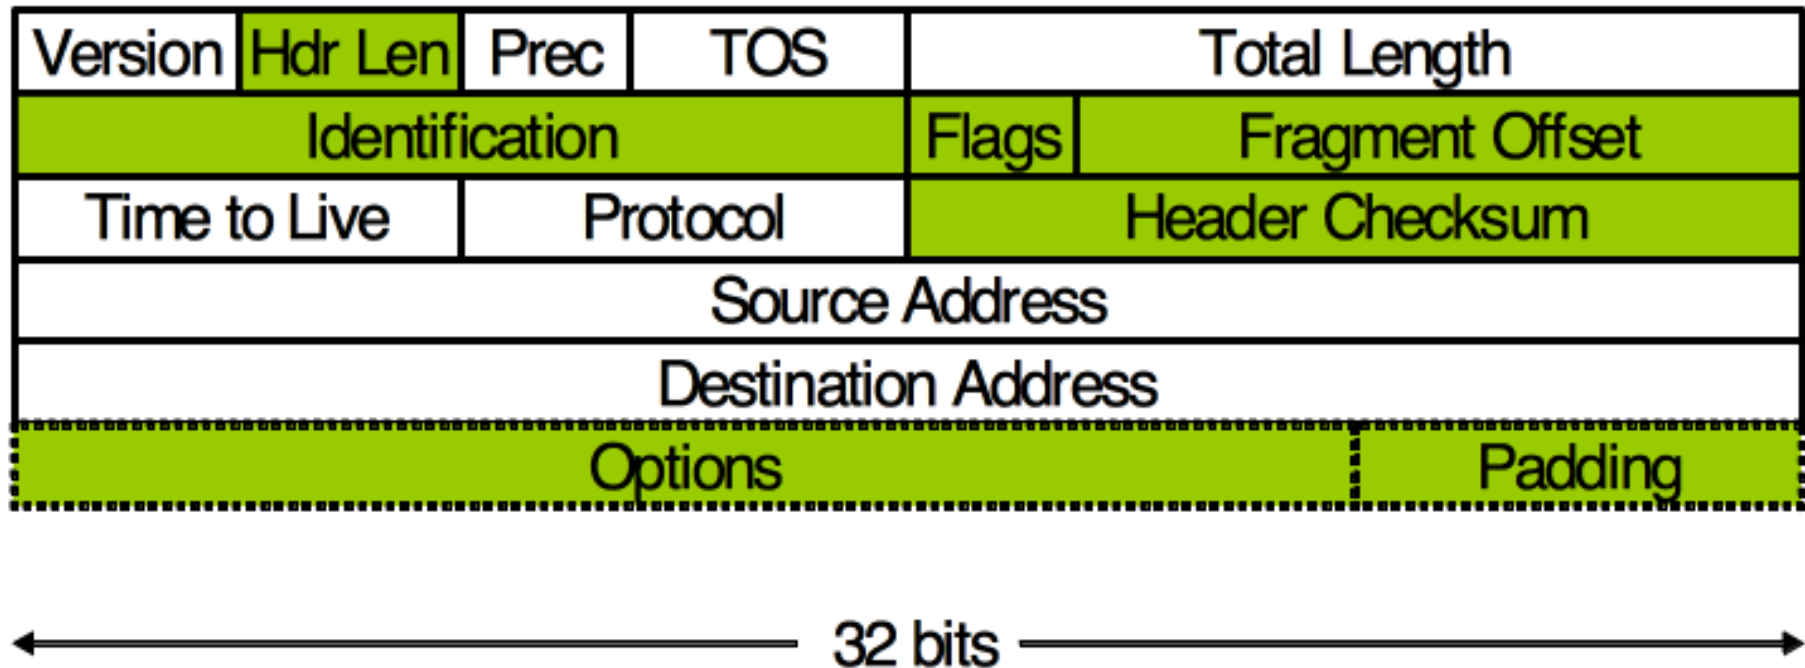 Version Hdr Len Prec TOS Total Length
Identification Flags Fragment Offset
Time to Live Protocol Header Checksum
Source Address
Destination Address
Options Padding
32 bits